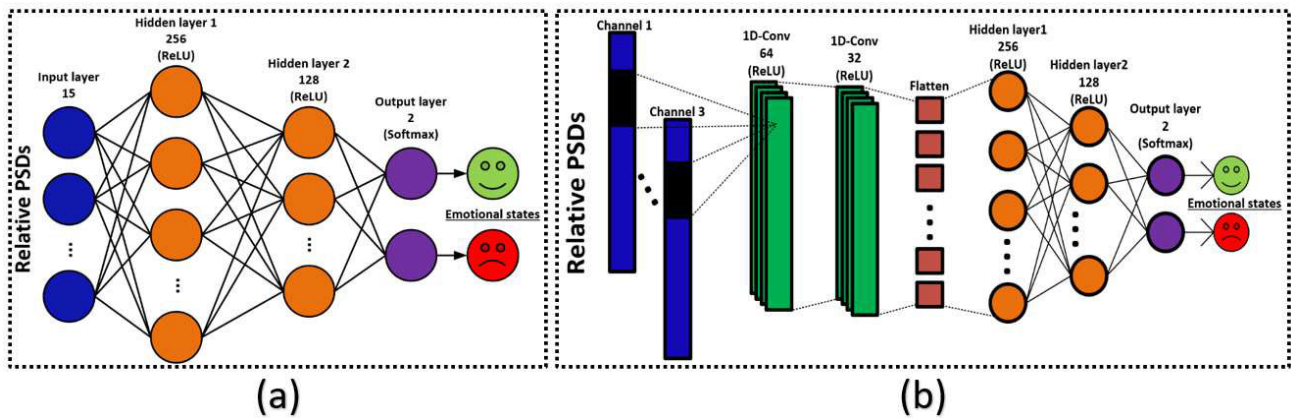 Relative PSDs
Input layer
15
Hidden layer 1
256
(ReLU)
Hidden layer 2
128
(ReLU)
Output layer
2
(Softmax)
Emotional states
(a)
Relative PSDs
Channel 1
Channel 3
1D-Conv
64
(ReLU)
1D-Conv
32
(ReLU)
Flatten
Hidden layer1
256
(ReLU)
Hidden layer2
128
(ReLU)
Output layer
2
(Softmax)
Emotional states
(b)